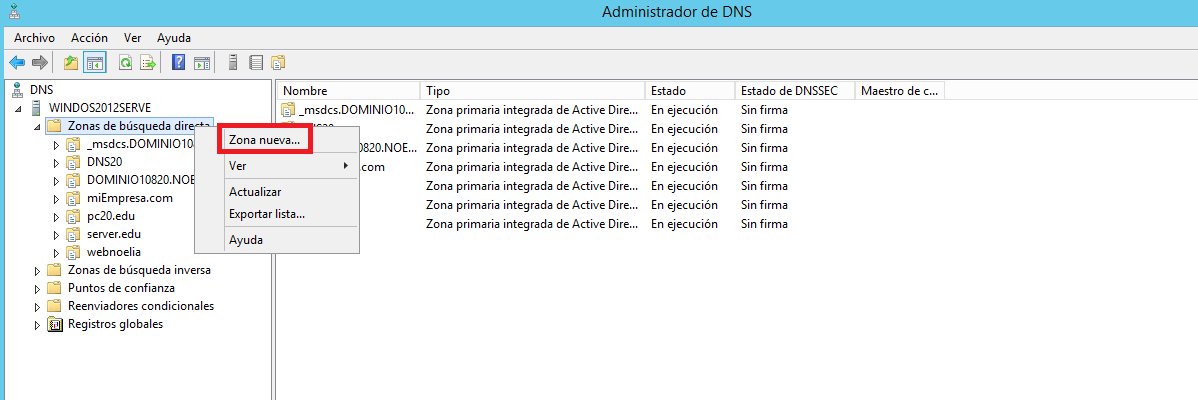 Administrador de DNS
Archivo Acción Ver Ayuda
DNS
WINDOS2012SERVE
Zonas de búsqueda directa
_msdcs.DOMINIO10
DNS20
DOMINIO10820.NOE
miEmpresa.com
pc20.edu
server.edu
webnoelia
Zonas de búsqueda inversa
Puntos de confianza
Reenviadores condicionales
Registros globales
Zona nueva...
Ver
Actualizar
Exportar lista...
Ayuda
Nombre Tipo Estado Estado de DNSSEC Maestro de c...
_msdcs.DOMINIO10... Zona primaria integrada de Active Dire... En ejecución Sin firma
Zona primaria integrada de Active Dire... En ejecución Sin firma
0820.NOE... Zona primaria integrada de Active Dire... En ejecución Sin firma
.com Zona primaria integrada de Active Dire... En ejecución Sin firma
Zona primaria integrada de Active Dire... En ejecución Sin firma
Zona primaria integrada de Active Dire... En ejecución Sin firma
Zona primaria integrada de Active Dire... En ejecución Sin firma